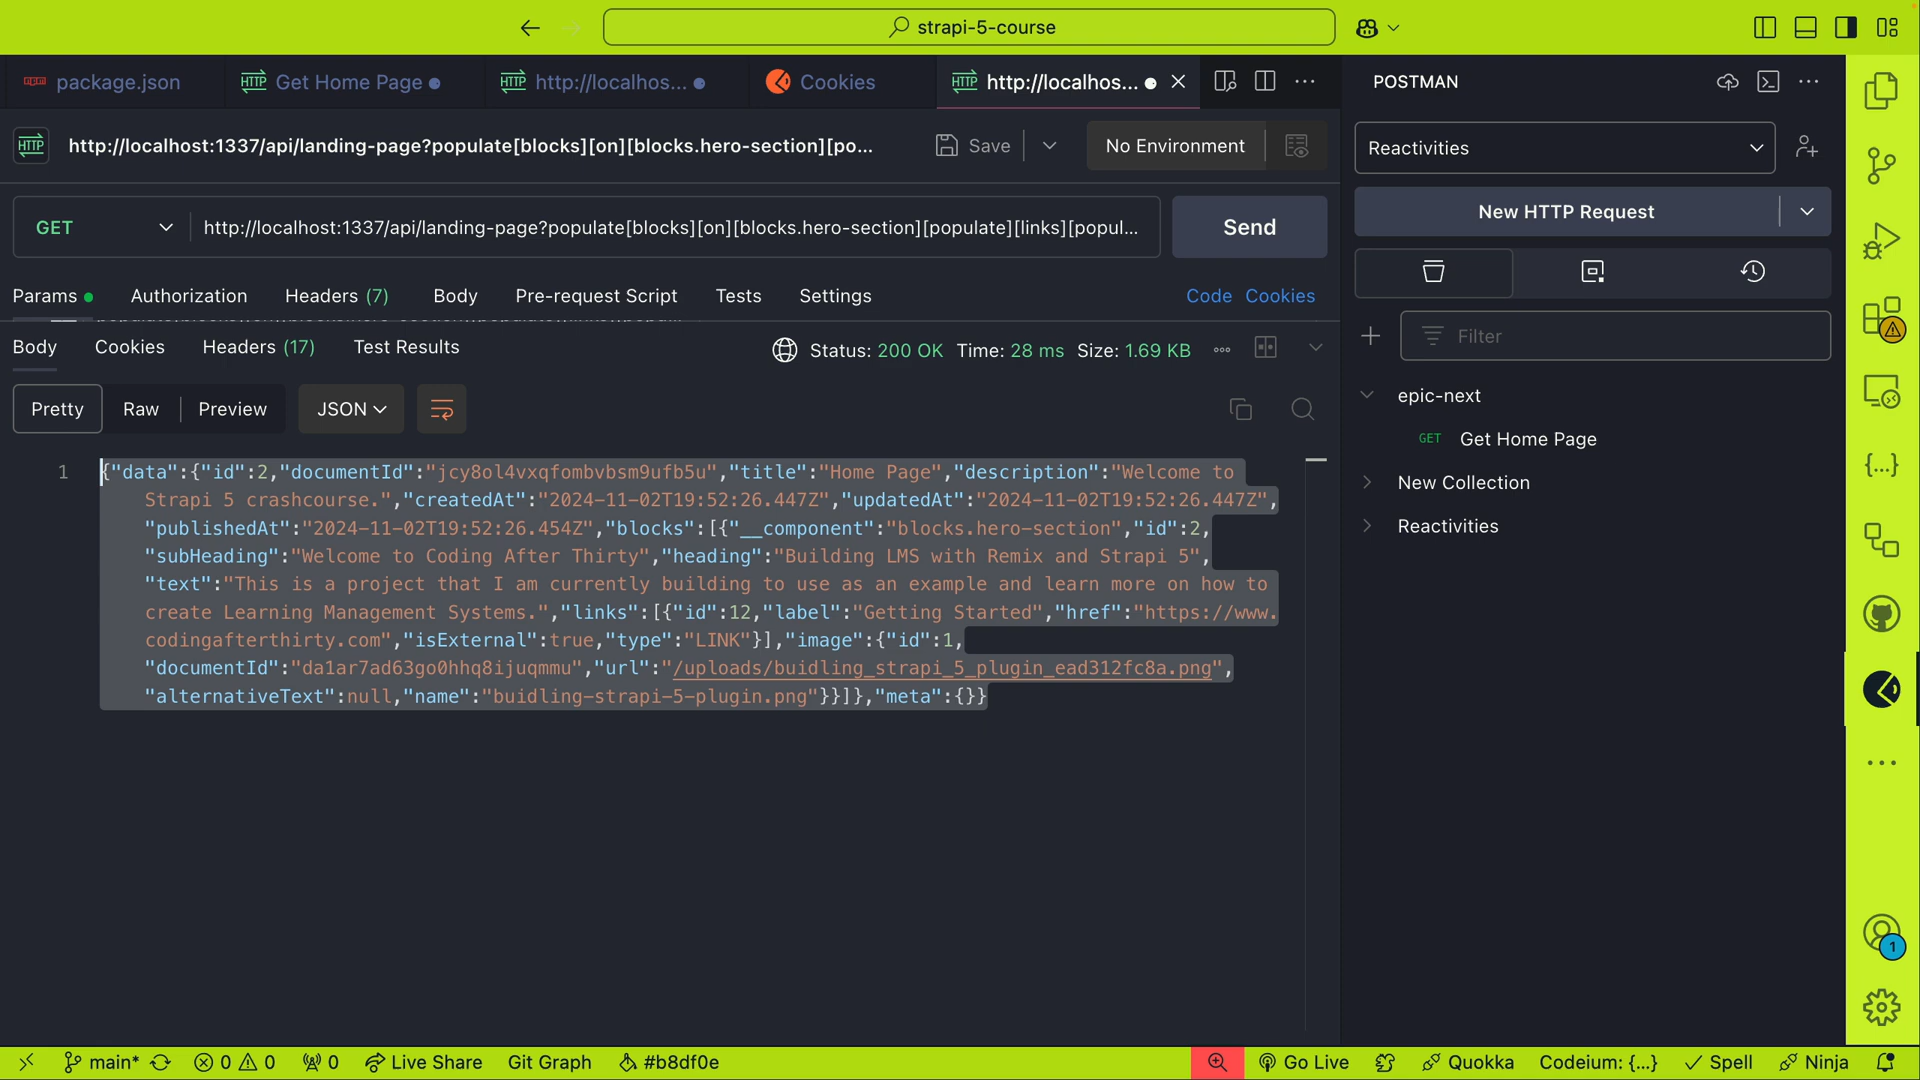 strapi-5-course
package.json
Get Home Page
http://localhos...
Cookies
http://localhos...
POSTMAN
http://localhost:1337/api/landing-page?populate[blocks][on][blocks.hero-section][po...
Save
No Environment
Reactivities
GET
http://localhost:1337/api/landing-page?populate[blocks][on][blocks.hero-section][populate][links][popul...
Send
New HTTP Request
Params
Authorization
Headers (7)
Body
Pre-request Script
Tests
Settings
Code
Cookies
Body
Cookies
Headers (17)
Test Results
Status: 200 OK Time: 28 ms Size: 1.69 KB
Filter
Pretty
Raw
Preview
JSON
epic-next
GET Get Home Page
New Collection
Reactivities
1
{"data":{"id":2,"documentId":"jcy8ol4vxqfombvbsm9ufb5u","title":"Home Page","description":"Welcome to
Strapi 5 crashcourse.","createdAt":"2024-11-02T19:52:26.447Z","updatedAt":"2024-11-02T19:52:26.447Z",
"publishedAt":"2024-11-02T19:52:26.454Z","blocks":[{"__component":"blocks.hero-section","id":2,
"subHeading":"Welcome to Coding After Thirty","heading":"Building LMS with Remix and Strapi 5",
"text":"This is a project that I am currently building to use as an example and learn more on how to
create Learning Management Systems.","links":[{"id":12,"label":"Getting Started","href":"https://www.
codingafterthirty.com","isExternal":true,"type":"LINK"}],"image":{"id":1,
"documentId":"da1ar7ad63go0hhq8ijuqmmu","url":"/uploads/buidling_strapi_5_plugin_ead312fc8a.png",
"alternativeText":null,"name":"buidling-strapi-5-plugin.png"}}]},"meta":{}}
HTTP
HTTP
HTTP
HTTP
1
main*
0
0
0
Live Share
Git Graph
#b8df0e
Go Live
Quokka
Codeium: {...}
Spell
Ninja